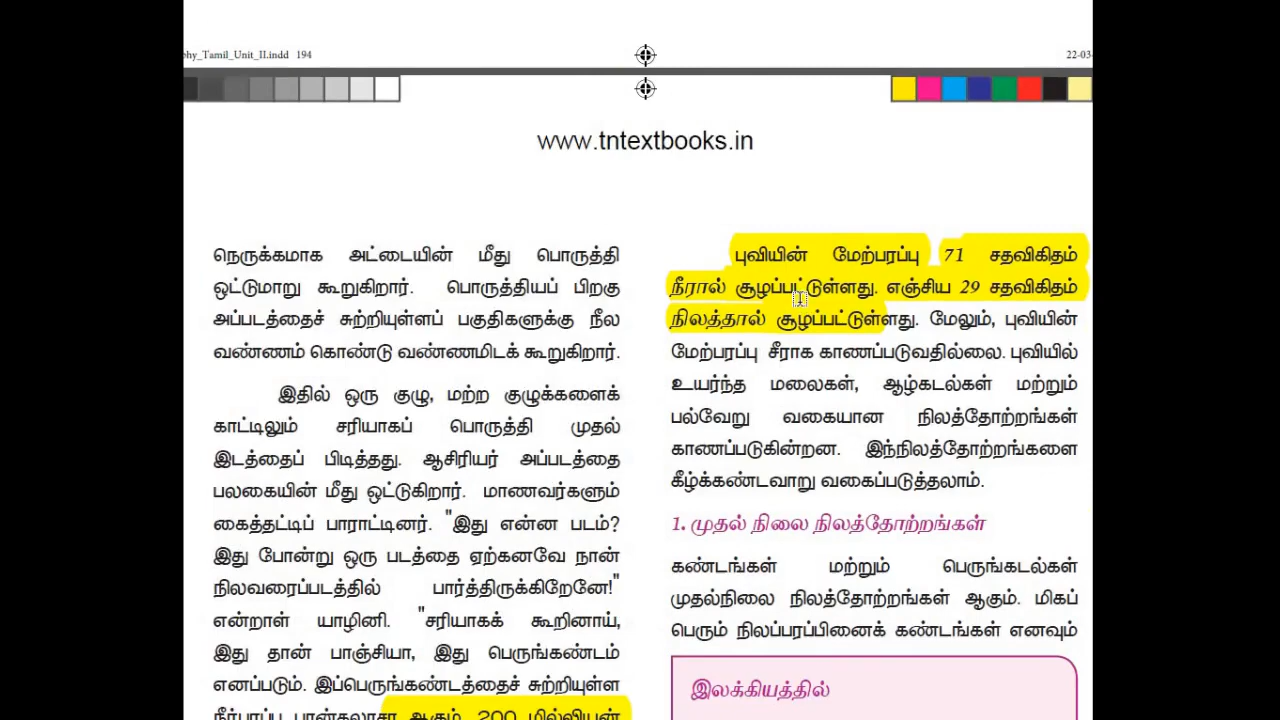 phy_Tamil_Unit_II.indd 194
22-03
www.tntextbooks.in
நெருக்கமாக அட்டையின் மீது பொருத்தி
ஒட்டுமாறு கூறுகிறார். பொருத்தியப் பிறகு
அப்படத்தைச் சுற்றியுள்ளப் பகுதிகளுக்கு நீல
வண்ணம் கொண்டு வண்ணமிடக் கூறுகிறார்.
இதில் ஒரு குழு, மற்ற குழுக்களைக்
காட்டிலும் சரியாகப் பொருத்தி முதல்
இடத்தைப் பிடித்தது. ஆசிரியர் அப்படத்தை
பலகையின் மீது ஒட்டுகிறார். மாணவர்களும்
கைத்தட்டிப் பாராட்டினர். "இது என்ன படம்?
இது போன்று ஒரு படத்தை ஏற்கனவே நான்
நிலவரைப்படத்தில் பார்த்திருக்கிறேனே!"
என்றாள் யாழினி. "சரியாகக் கூறினாய்,
இது தான் பாஞ்சியா, இது பெருங்கண்டம்
எனப்படும். இப்பெருங்கண்டத்தைச் சுற்றியுள்ள
ஆகும். 200 மில்லியன்
புவியின் மேற்பரப்பு 71 சதவிகிதம்
நீரால் சூழப்பட்டுள்ளது. எஞ்சிய 29 சதவிகிதம்
நிலத்தால் சூழப்பட்டுள்ளது. மேலும், புவியின்
மேற்பரப்பு சீராக காணப்படுவதில்லை. புவியில்
உயர்ந்த மலைகள், ஆழ்கடல்கள் மற்றும்
பல்வேறு வகையான நிலத்தோற்றங்கள்
காணப்படுகின்றன. இந்நிலத்தோற்றங்களை
கீழ்க்கண்டவாறு வகைப்படுத்தலாம்.
1. முதல் நிலை நிலத்தோற்றங்கள்
கண்டங்கள் மற்றும் பெருங்கடல்கள்
முதல்நிலை நிலத்தோற்றங்கள் ஆகும். மிகப்
பெரும் நிலப்பரப்பினைக் கண்டங்கள் எனவும்
இலக்கியத்தில்